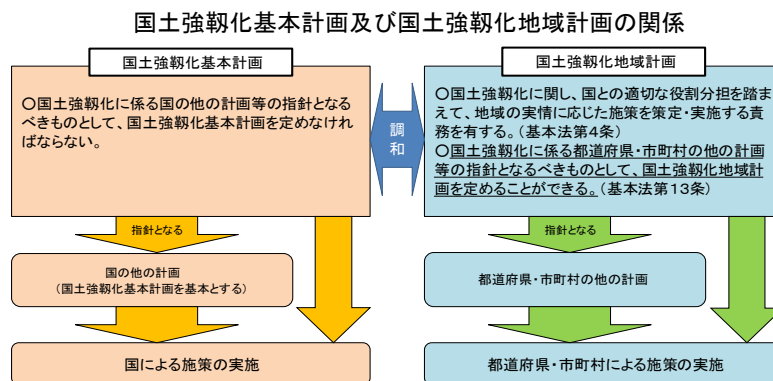 国土強靱化基本計画及び国土強靱化地域計画の関係
国土強靱化基本計画
○国土強靱化に係る国の他の計画等の指針となる
べきものとして、国土強靱化基本計画を定めなけれ
ばならない。
調
和
国土強靱化地域計画
○国土強靱化に関し、国との適切な役割分担を踏ま
えて、地域の実情に応じた施策を策定・実施する責
務を有する。（基本法第4条）
○国土強靱化に係る都道府県・市町村の他の計画
等の指針となるべきものとして、国土強靱化地域計
画を定めることができる。（基本法第13条）
指針となる
指針となる
国の他の計画
（国土強靱化基本計画を基本とする）
都道府県・市町村の他の計画
国による施策の実施
都道府県・市町村による施策の実施